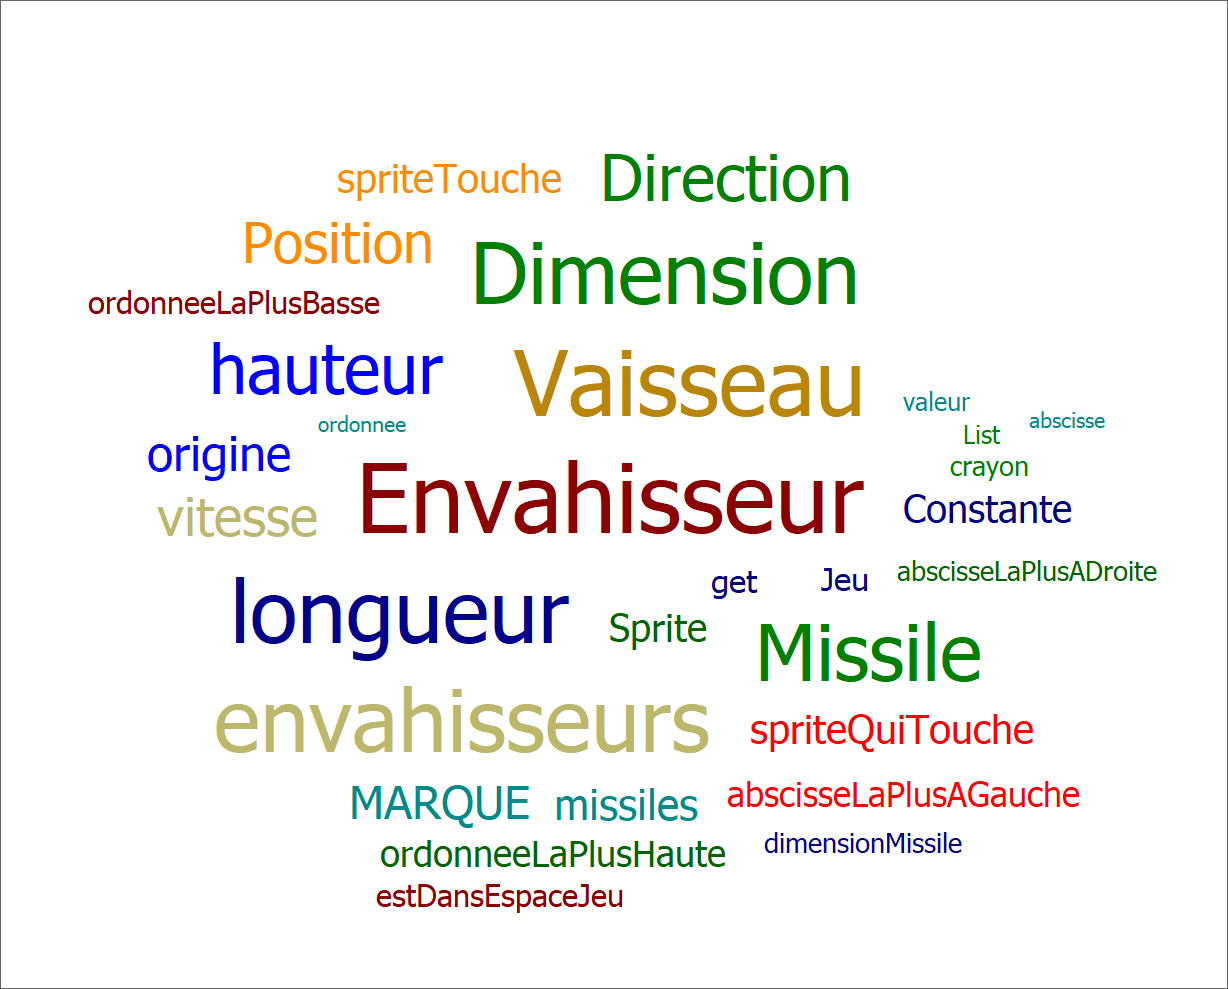 spriteTouche
Direction
Position
Dimension
ordonneeLaPlusBasse
hauteur
Vaisseau
valeur
abscisse
ordonnee
List
origine
crayon
Envahisseur
Constante
vitesse
get
Jeu
abscisseLaPlusADroite
longueur
Sprite
Missile
envahisseurs
spriteQuiTouche
MARQUE
missiles
abscisseLaPlusAGauche
ordonneeLaPlusHaute
dimensionMissile
estDansEspaceJeu